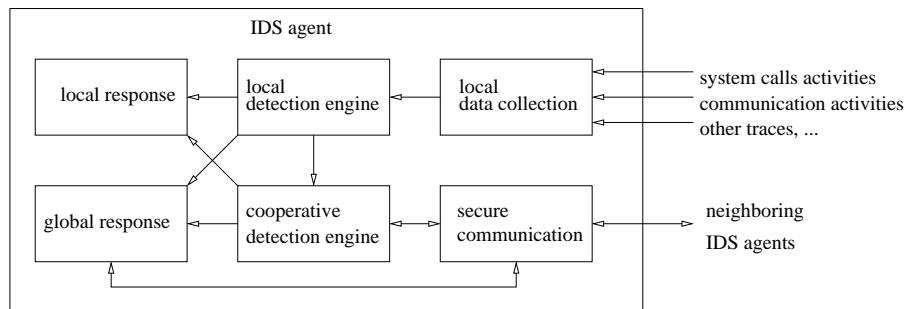 IDS agent
local response
local
detection engine
local
data collection
system calls activities
communication activities
other traces, ...
global response
cooperative
detection engine
secure
communication
neighboring
IDS agents